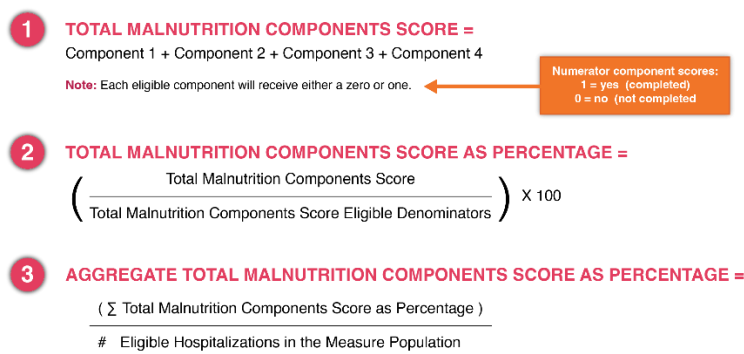 1
TOTAL MALNUTRITION COMPONENTS SCORE =
Component 1 + Component 2 + Component 3 + Component 4
Note: Each eligible component will receive either a zero or one.
Numerator component scores:
1 = yes (completed)
0 = no (not completed
2
TOTAL MALNUTRITION COMPONENTS SCORE AS PERCENTAGE =
( Total Malnutrition Components Score
Total Malnutrition Components Score Eligible Denominators ) X 100
3
AGGREGATE TOTAL MALNUTRITION COMPONENTS SCORE AS PERCENTAGE =
( ∑ Total Malnutrition Components Score as Percentage )
# Eligible Hospitalizations in the Measure Population